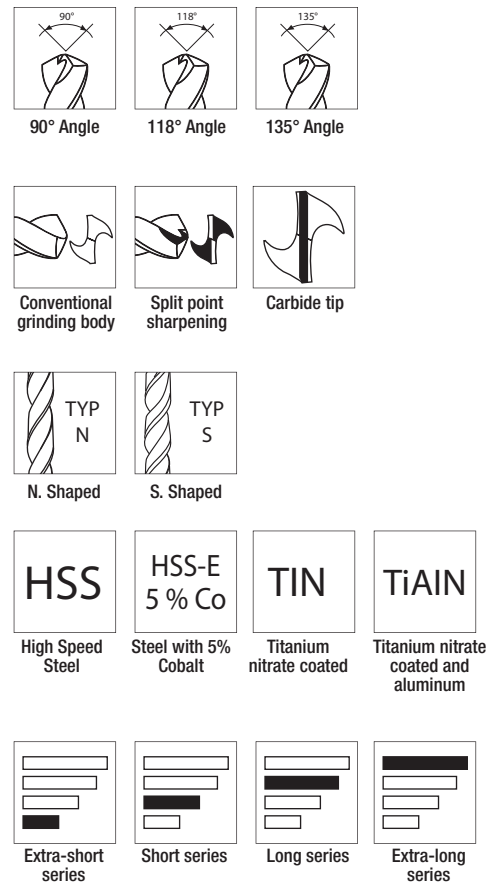 90°
118°
135°
90° Angle
118° Angle
135° Angle
Conventional
grinding body
Split point
sharpening
Carbide tip
TYP
N
TYP
S
N. Shaped
S. Shaped
HSS
HSS-E
5 % Co
TIN
TiAIN
High Speed
Steel
Steel with 5%
Cobalt
Titanium
nitrate coated
Titanium nitrate
coated and
aluminum
Extra-short
series
Short series
Long series
Extra-long
series